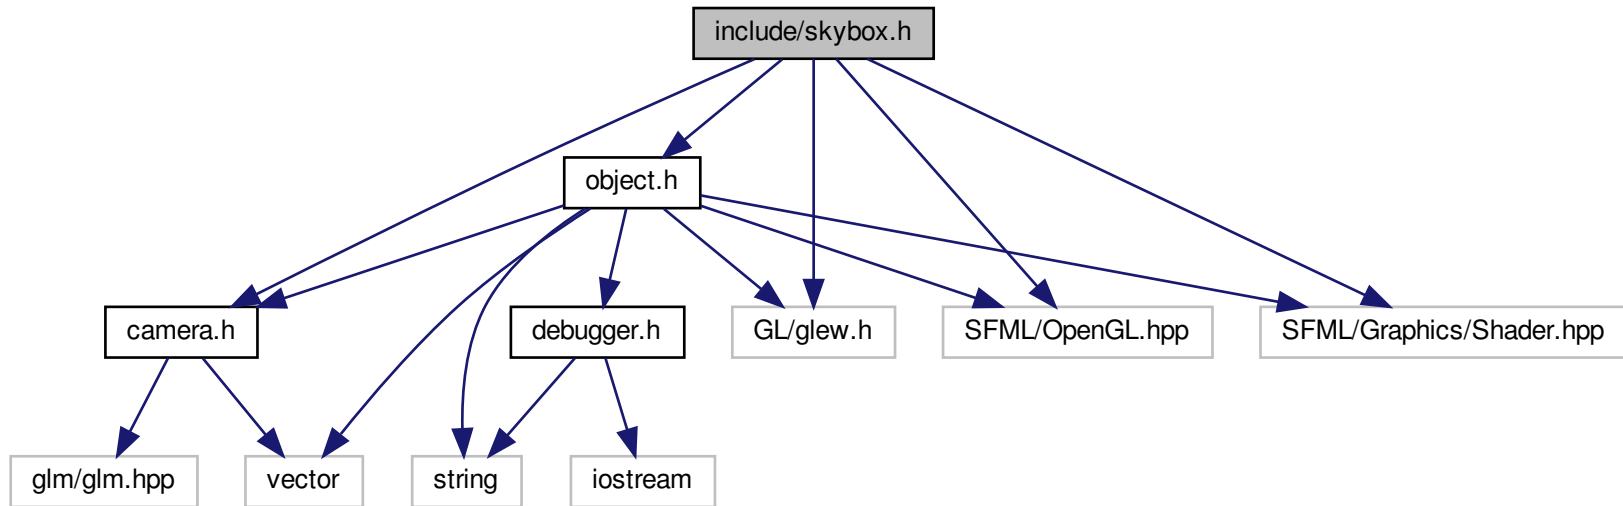 include/skybox.h
object.h
camera.h
debugger.h
GL/glew.h
SFML/OpenGL.hpp
SFML/Graphics/Shader.hpp
glm/glm.hpp
vector
string
iostream